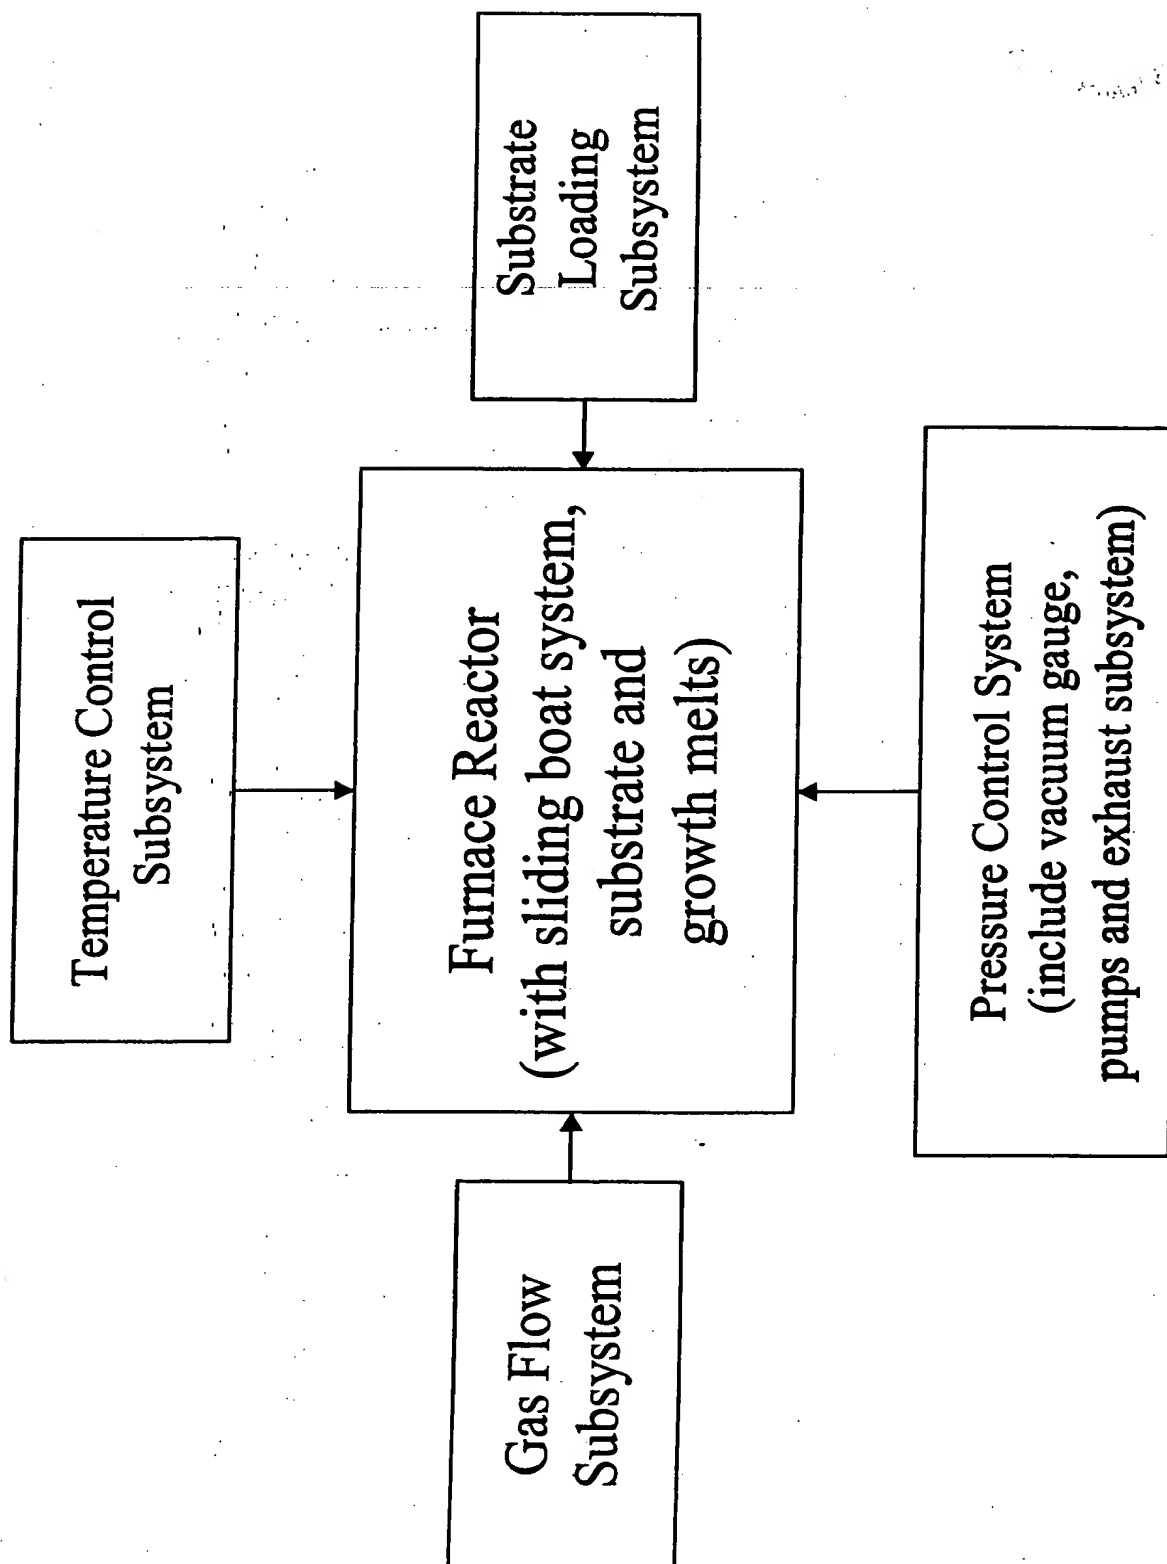 Temperature Control
Subsystem
Gas Flow
Subsystem
Furnace Reactor
(with sliding boat system,
substrate and
growth melts)
Substrate
Loading
Subsystem
Pressure Control System
(include vacuum gauge,
pumps and exhaust subsystem)